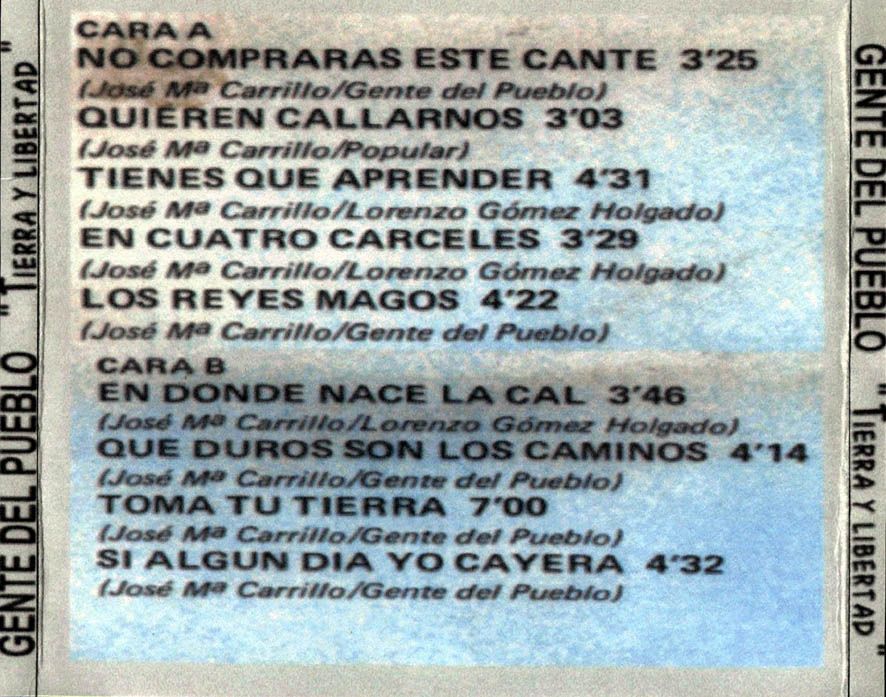 GENTE DEL PUEBLO "TIERRA Y LIBERTAD"
CARA A
NO COMPRARAS ESTE CANTE 3'25
(José Mª Carrillo/Gente del Pueblo)
QUIEREN CALLARNOS 3'03
(José Mª Carrillo/Popular)
TIENES QUE APRENDER 4'31
(José Mª Carrillo/Lorenzo Gómez Holgado)
EN CUATRO CARCELES 3'29
(José Mª Carrillo/Lorenzo Gómez Holgado)
LOS REYES MAGOS 4'22
(José Mª Carrillo/Gente del Pueblo)
CARA B
EN DONDE NACE LA CAL 3'46
(José Mª Carrillo/Lorenzo Gómez Holgado)
QUE DUROS SON LOS CAMINOS 4'14
(José Mª Carrillo/Gente del Pueblo)
TOMA TU TIERRA 7'00
(José Mª Carrillo/Gente del Pueblo)
SI ALGUN DIA YO CAYERA 4'32
(José Mª Carrillo/Gente del Pueblo)
GENTE DEL PUEBLO "TIERRA Y LIBERTAD"